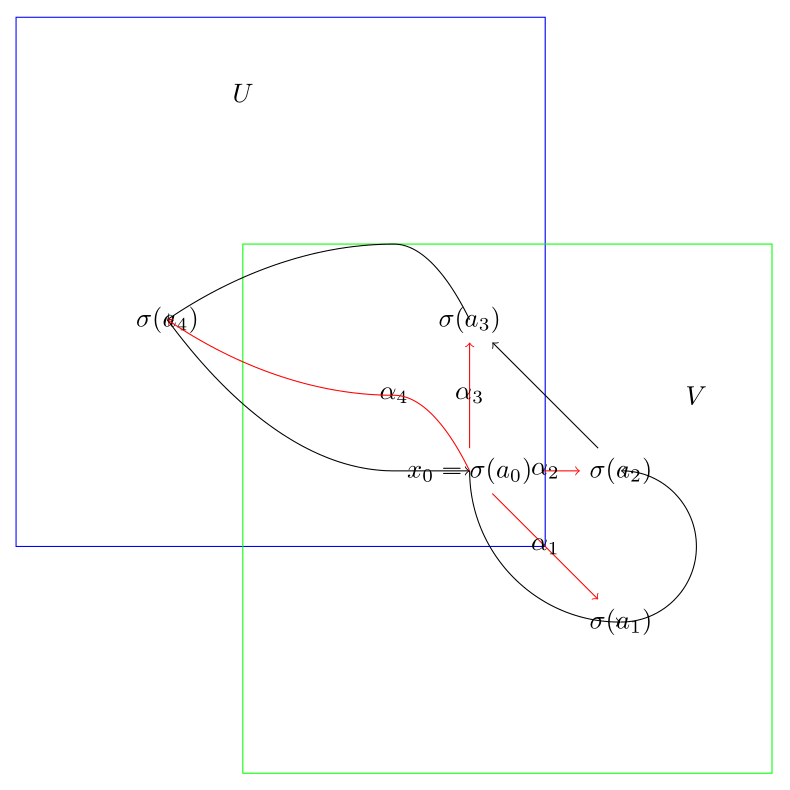 U
σ(a₄)
σ(a₃)
α₄
α₃
V
x₀ = σ(a₀)
α₂
σ(a₂)
α₁
σ(a₁)